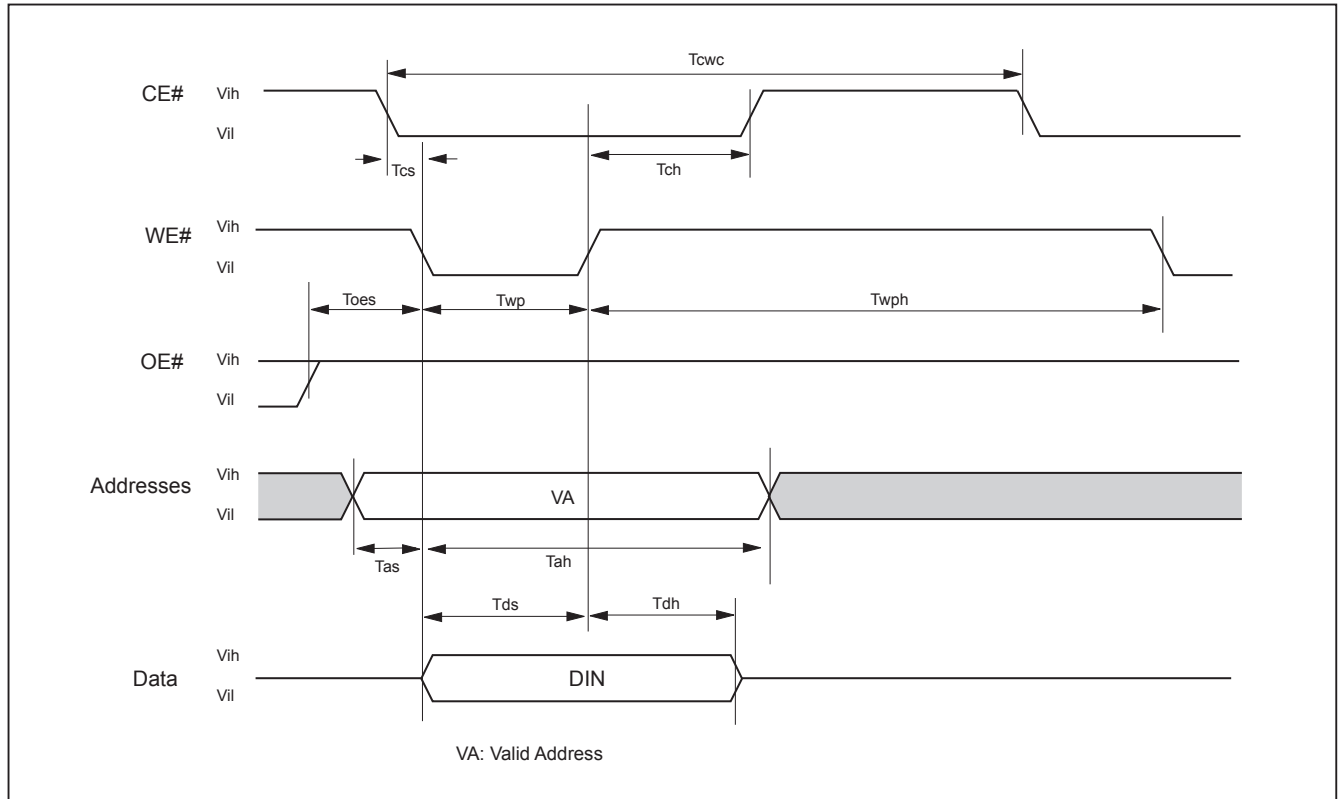 Tcwc
CE# Vih
Vil
Tcs
Tch
WE# Vih
Vil
Toes Twp Twph
OE# Vih
Vil
Addresses Vih
VA
Vil
Tas Tah
Tds Tdh
Vih
Data DIN
Vil
VA: Valid Address